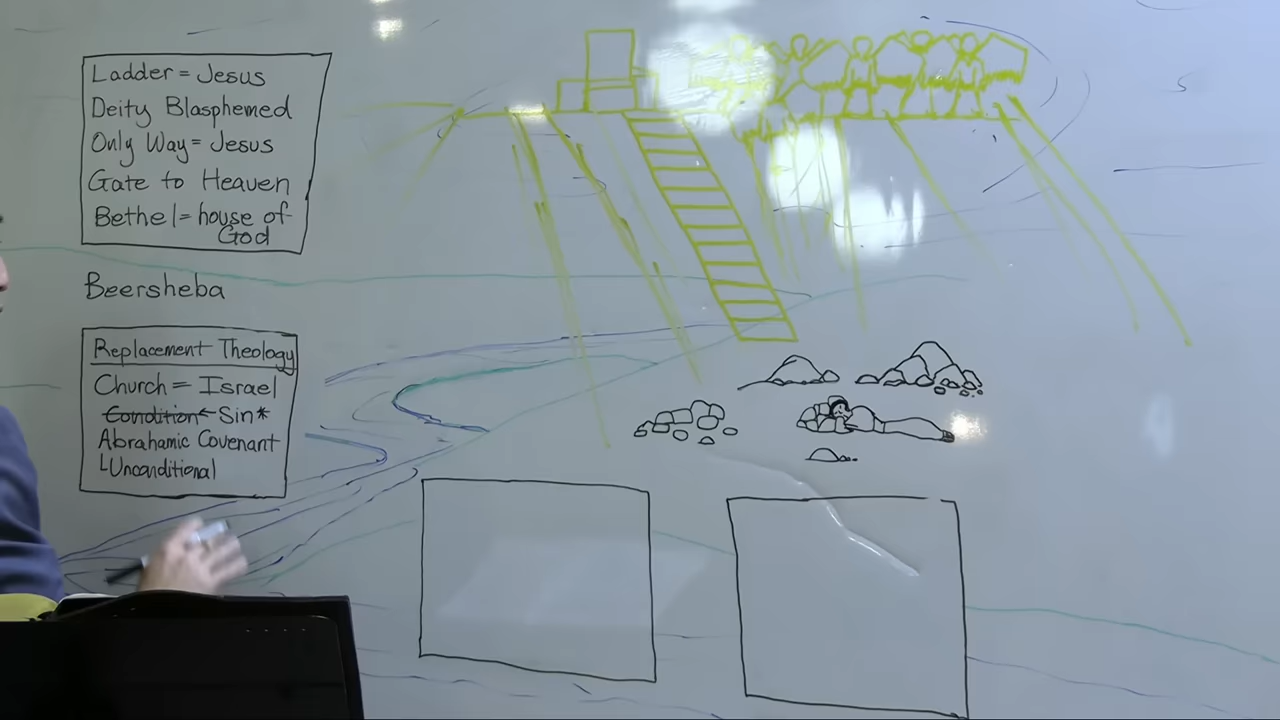 Ladder = Jesus
Deity Blasphemed
Only Way = Jesus
Gate to Heaven
Bethel = house of
God
Beersheba
Replacement Theology
Church = Israel
Condition ← Sin*
Abrahamic Covenant
└Unconditional